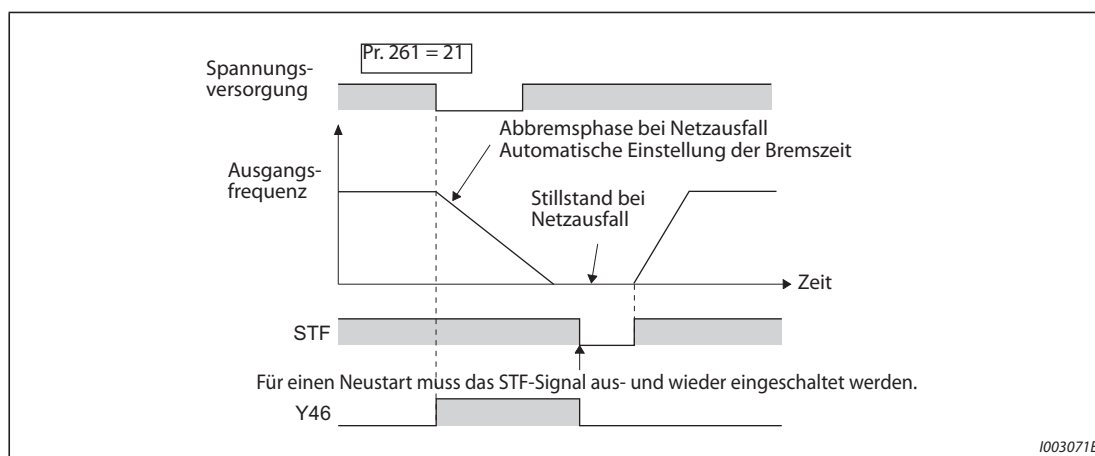 Pr. 261 = 21
Spannungs-
versorgung
Abbremsphase bei Netzausfall
Automatische Einstellung der Bremszeit
Ausgangs-
frequenz
Stillstand bei
Netzausfall
Zeit
STF
Für einen Neustart muss das STF-Signal aus- und wieder eingeschaltet werden.
Y46
I003071E